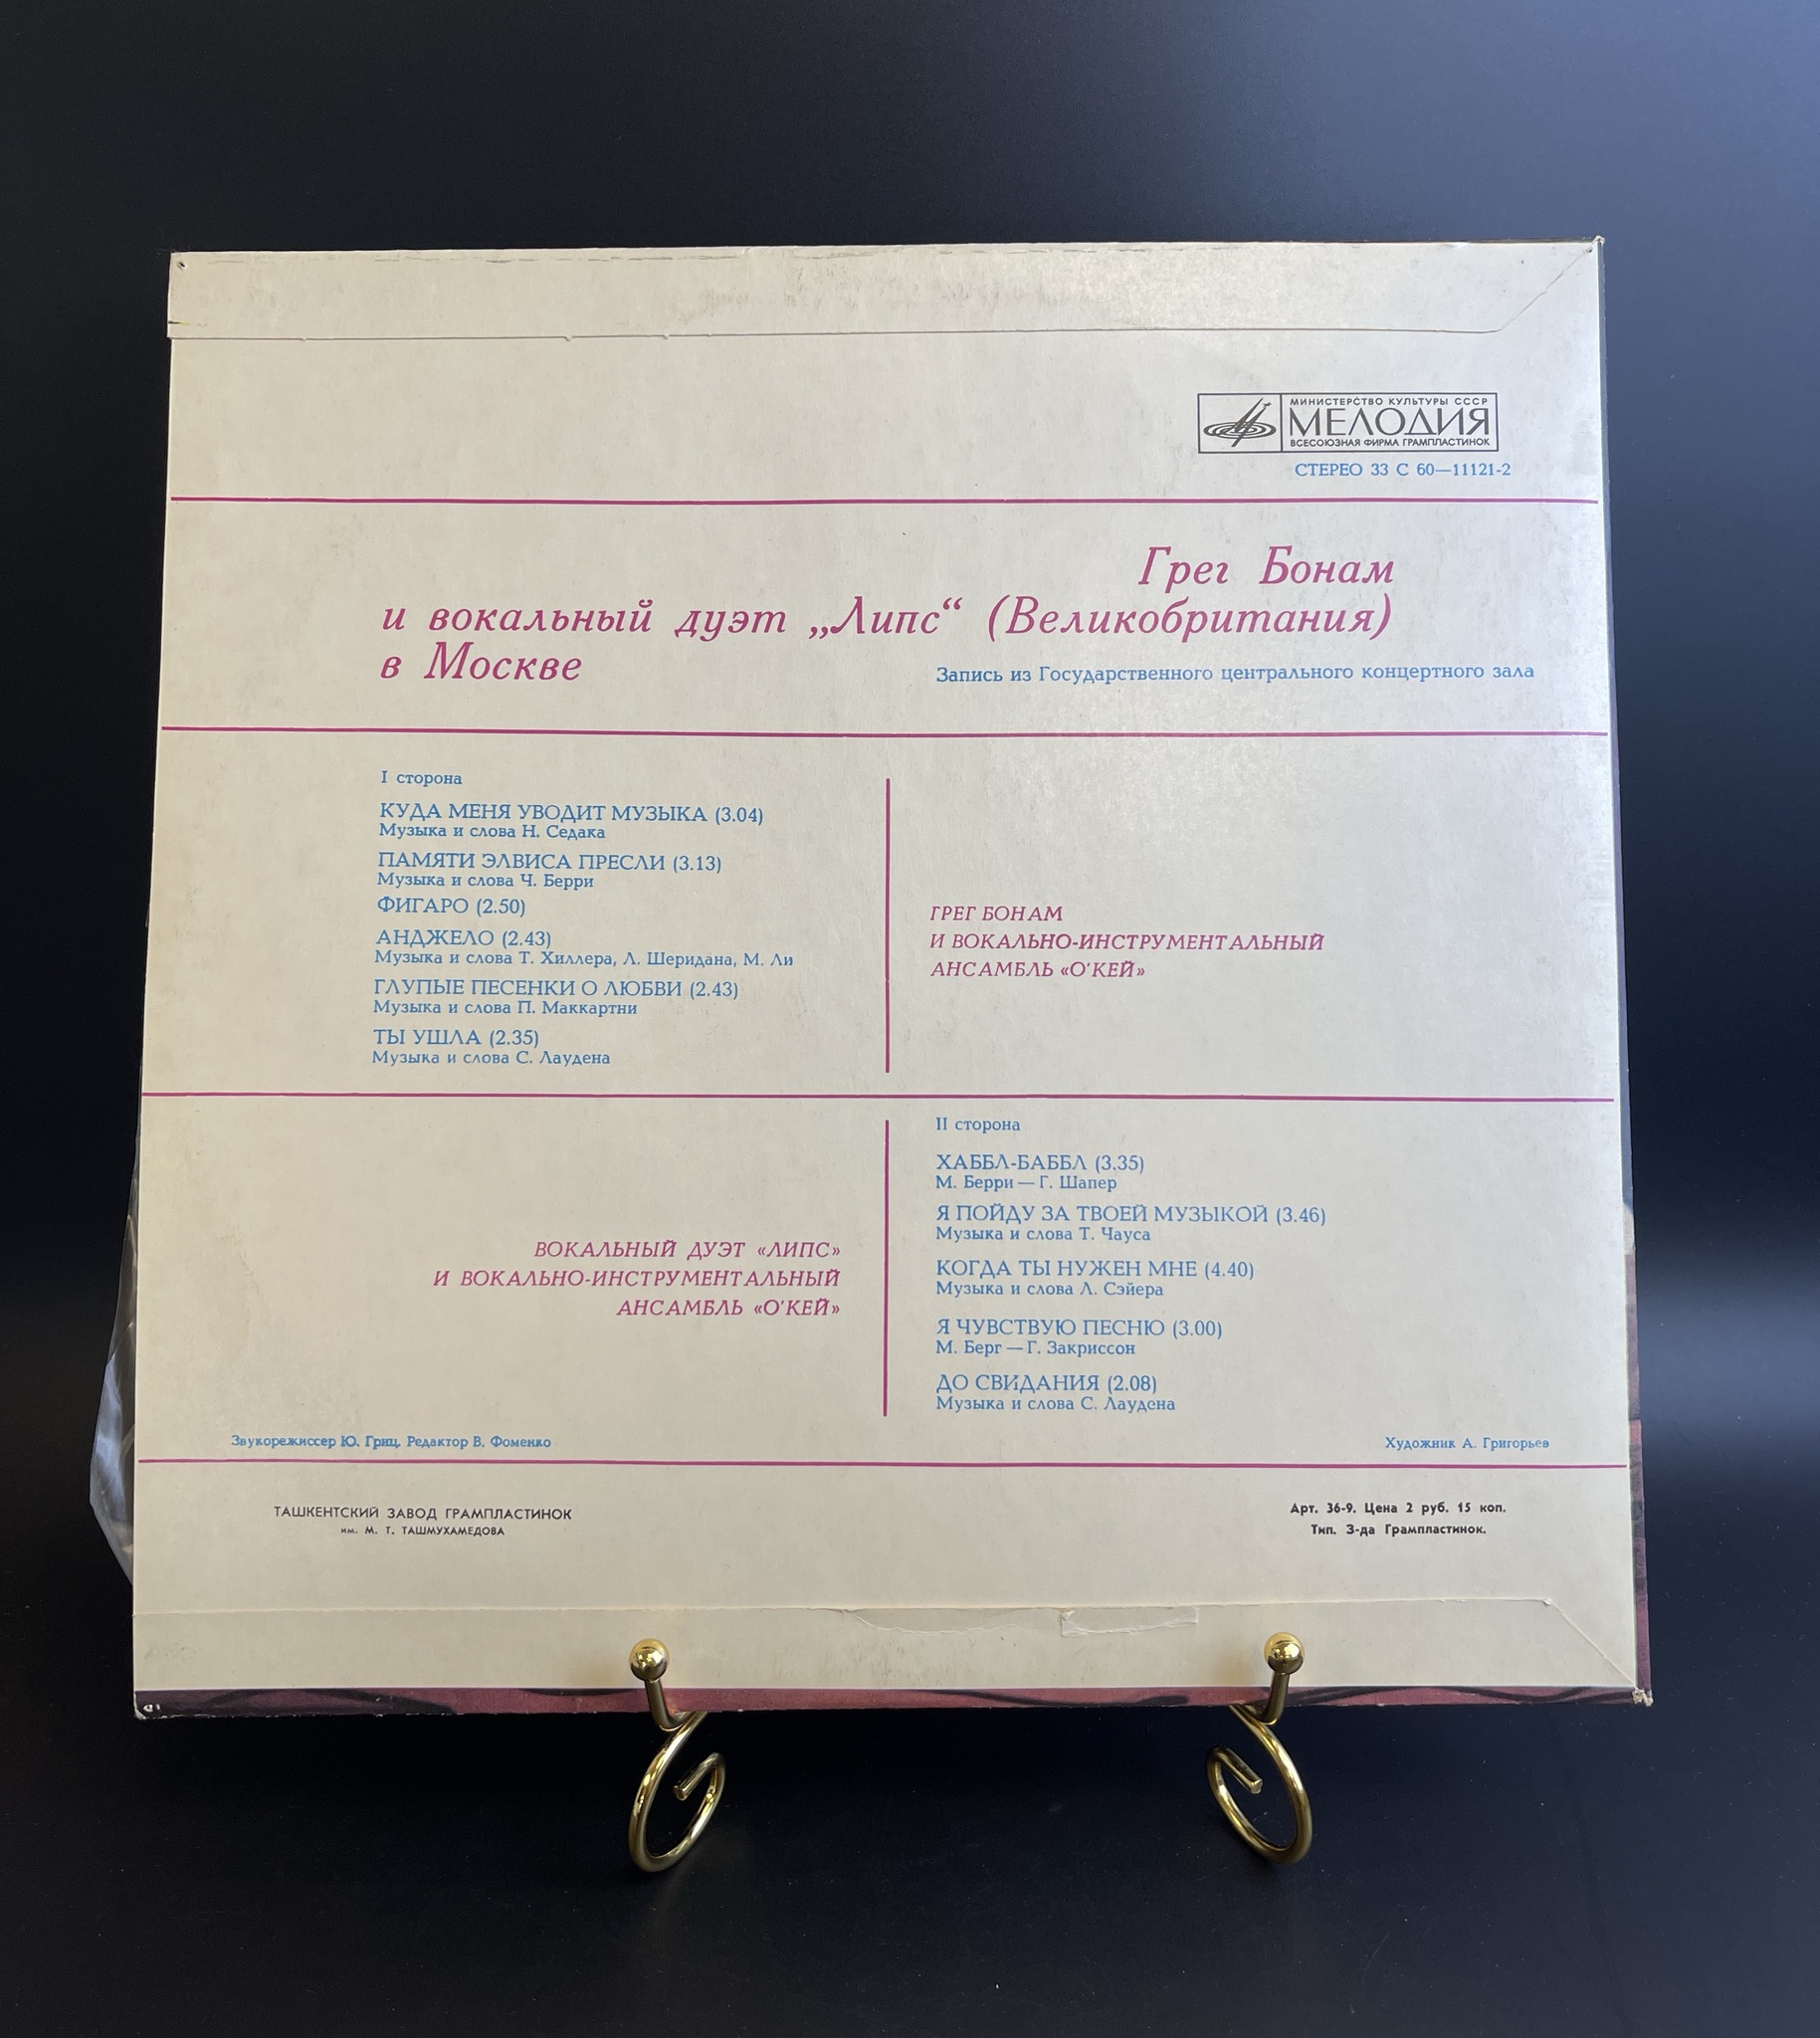 МИНИСТЕРСТВО КУЛЬТУРЫ СССР
МЕЛОДИЯ
ВСЕСОЮЗНАЯ ФИРМА ГРАМПЛАСТИНОК
СТЕРЕО 33 С 60—11121-2
Грег Бонам
и вокальный дуэт „Липс“ (Великобритания)
в Москве
Запись из Государственного центрального концертного зала
I сторона
КУДА МЕНЯ УВОДИТ МУЗЫКА (3.04)
Музыка и слова Н. Седака
ПАМЯТИ ЭЛВИСА ПРЕСЛИ (3.13)
Музыка и слова Ч. Берри
ФИГАРО (2.50)
АНДЖЕЛО (2.43)
Музыка и слова Т. Хиллера, Л. Шеридана, М. Ли
ГЛУПЫЕ ПЕСЕНКИ О ЛЮБВИ (2.43)
Музыка и слова П. Маккартни
ТЫ УШЛА (2.35)
Музыка и слова С. Лаудена
ГРЕГ БОНАМ
И ВОКАЛЬНО-ИНСТРУМЕНТАЛЬНЫЙ
АНСАМБЛЬ «О'КЕЙ»
ВОКАЛЬНЫЙ ДУЭТ «ЛИПС»
И ВОКАЛЬНО-ИНСТРУМЕНТАЛЬНЫЙ
АНСАМБЛЬ «О'КЕЙ»
II сторона
ХАББЛ-БАББЛ (3.35)
М. Берри — Г. Шапер
Я ПОЙДУ ЗА ТВОЕЙ МУЗЫКОЙ (3.46)
Музыка и слова Т. Чауса
КОГДА ТЫ НУЖЕН МНЕ (4.40)
Музыка и слова Л. Сэйера
Я ЧУВСТВУЮ ПЕСНЮ (3.00)
М. Берг — Г. Закриссон
ДО СВИДАНИЯ (2.08)
Музыка и слова С. Лаудена
Звукорежиссер Ю. Гриц. Редактор В. Фоменко
Художник А. Григорьев
ТАШКЕНТСКИЙ ЗАВОД ГРАМПЛАСТИНОК
им. М. Т. ТАШМУХАМЕДОВА
Арт. 36-9. Цена 2 руб. 15 коп.
Тип. З-да Грампластинок.